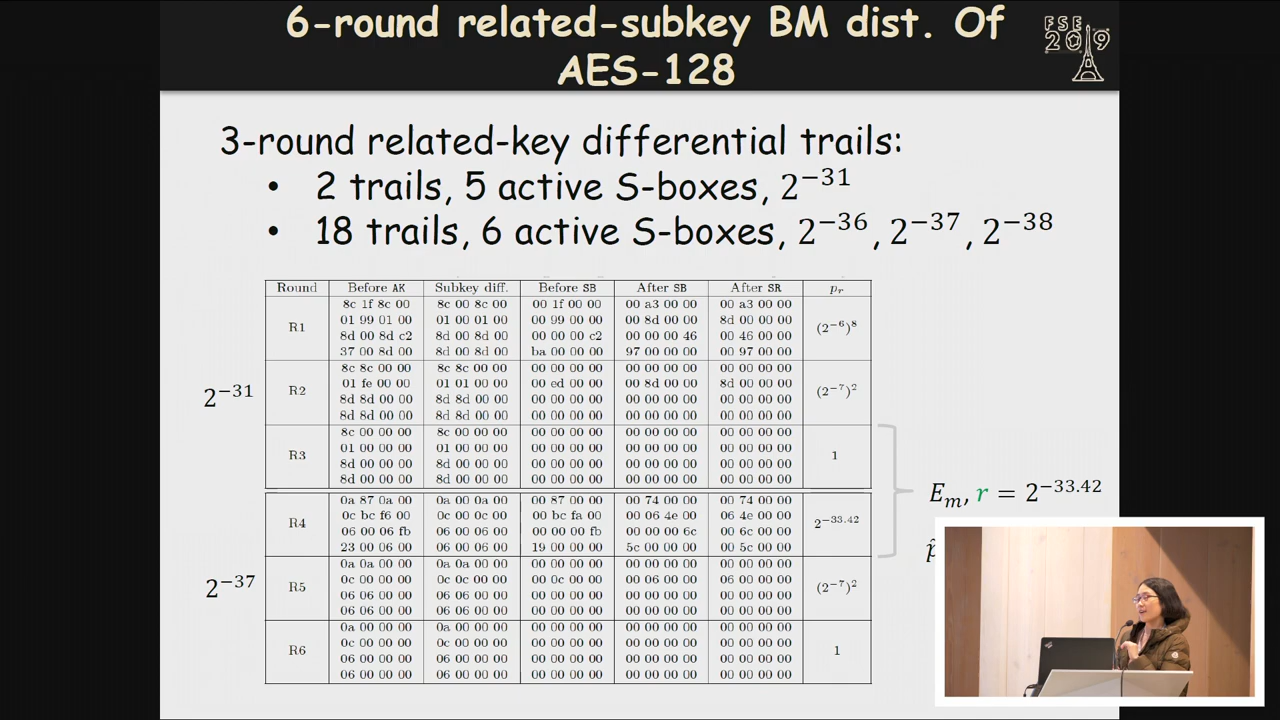 6-round related-subkey BM dist. Of
AES-128
FSE
2019
3-round related-key differential trails:
• 2 trails, 5 active S-boxes, 2^{-31}
• 18 trails, 6 active S-boxes, 2^{-36}, 2^{-37}, 2^{-38}
Round Before AK Subkey diff. Before SB After SB After SR p_r
8c 1f 8c 00 8c 00 8c 00 00 1f 00 00 00 a3 00 00 00 a3 00 00
01 99 01 00 01 00 01 00 00 99 00 00 00 8d 00 00 8d 00 00 00
R1 (2^{-6})^8
8d 00 8d c2 8d 00 8d 00 00 00 00 c2 00 00 00 46 00 46 00 00
37 00 8d 00 8d 00 8d 00 ba 00 00 00 97 00 00 00 00 97 00 00
8c 8c 00 00 8c 8c 00 00 00 00 00 00 00 00 00 00 00 00 00 00
01 fe 00 00 01 01 00 00 00 ed 00 00 00 8d 00 00 8d 00 00 00
2^{-31} R2 (2^{-7})^2
8d 8d 00 00 8d 8d 00 00 00 00 00 00 00 00 00 00 00 00 00 00
8d 8d 00 00 8d 8d 00 00 00 00 00 00 00 00 00 00 00 00 00 00
8c 00 00 00 8c 00 00 00 00 00 00 00 00 00 00 00 00 00 00 00
01 00 00 00 01 00 00 00 00 00 00 00 00 00 00 00 00 00 00 00
R3 1
8d 00 00 00 8d 00 00 00 00 00 00 00 00 00 00 00 00 00 00 00
8d 00 00 00 8d 00 00 00 00 00 00 00 00 00 00 00 00 00 00 00
E_m, r = 2^{-33.42}
0a 87 0a 00 0a 00 0a 00 00 87 00 00 00 74 00 00 00 74 00 00
0c bc f6 00 0c 00 0c 00 00 bc fa 00 00 06 4e 00 06 4e 00 00
R4 2^{-33.42}
06 00 06 fb 06 00 06 00 00 00 00 fb 00 00 00 6c 00 6c 00 00
23 00 06 00 06 00 06 00 19 00 00 00 5c 00 00 00 00 5c 00 00
0a 0a 00 00 0a 0a 00 00 00 00 00 00 00 00 00 00 00 00 00 00
0c 00 00 00 0c 0c 00 00 00 0c 00 00 00 06 00 00 06 00 00 00
2^{-37} R5 (2^{-7})^2
06 06 00 00 06 06 00 00 00 00 00 00 00 00 00 00 00 00 00 00
06 06 00 00 06 06 00 00 00 00 00 00 00 00 00 00 00 00 00 00
0a 00 00 00 0a 00 00 00 00 00 00 00 00 00 00 00 00 00 00 00
0c 00 00 00 0c 00 00 00 00 00 00 00 00 00 00 00 00 00 00 00
R6 1
06 00 00 00 06 00 00 00 00 00 00 00 00 00 00 00 00 00 00 00
06 00 00 00 06 00 00 00 00 00 00 00 00 00 00 00 00 00 00 00